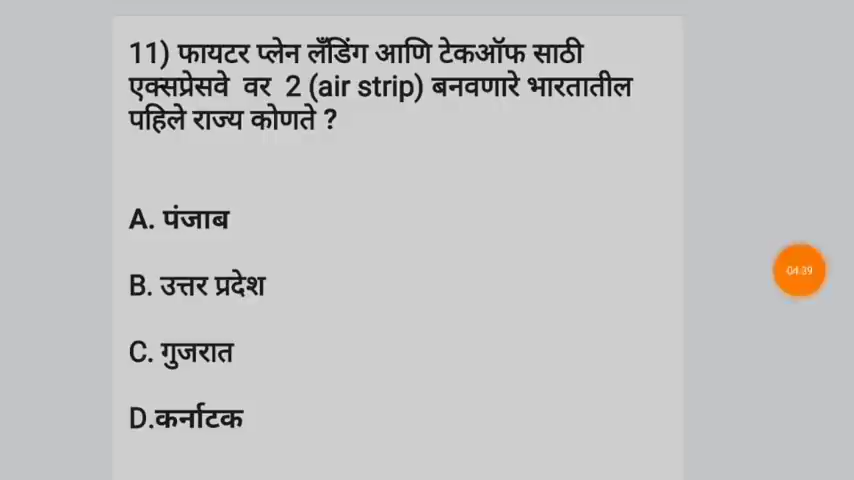 11) फायटर प्लेन लँडिंग आणि टेकऑफ साठी
एक्सप्रेसवे वर 2 (air strip) बनवणारे भारतातील
पहिले राज्य कोणते ?
A. पंजाब
B. उत्तर प्रदेश
04:39
C. गुजरात
D.कर्नाटक